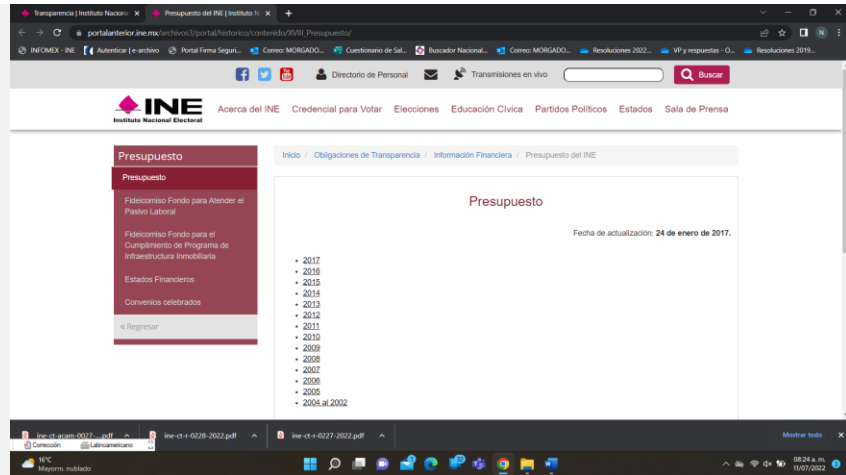 Transparencia | Instituto Naciona
Presupuesto del INE | Instituto N
portalanterior.ine.mx/archivos3/portal/historico/contenido/XVIII_Presupuesto/
INFOMEX - INE
Autenticar | e-archivo
Portal Firma Seguri...
Correo: MORGADO...
Cuestionario de Sal...
Buscador Nacional...
Correo: MORGADO...
Resoluciones 2022...
VP y respuestas - O...
Resoluciones 2019...
Directorio de Personal
Transmisiones en vivo
Buscar
INE
Instituto Nacional Electoral
Acerca del INE
Credencial para Votar
Elecciones
Educación Cívica
Partidos Políticos
Estados
Sala de Prensa
Presupuesto
Presupuesto
Fideicomiso Fondo para Atender el
Pasivo Laboral
Fideicomiso Fondo para el
Cumplimiento de Programa de
Infraestructura Inmobiliaria
Estados Financieros
Convenios celebrados
« Regresar
Inicio / Obligaciones de Transparencia / Información Financiera / Presupuesto del INE
Presupuesto
Fecha de actualización: 24 de enero de 2017.
2017
2016
2015
2014
2013
2012
2011
2010
2009
2008
2007
2006
2005
2004 al 2002
ine-ct-acam-0027-...pdf
ine-ct-r-0228-2022.pdf
ine-ct-r-0227-2022.pdf
Mostrar todo
Corrección
Latinoamericano
16°C
Mayorm. nublado
08:24 a. m.
11/07/2022